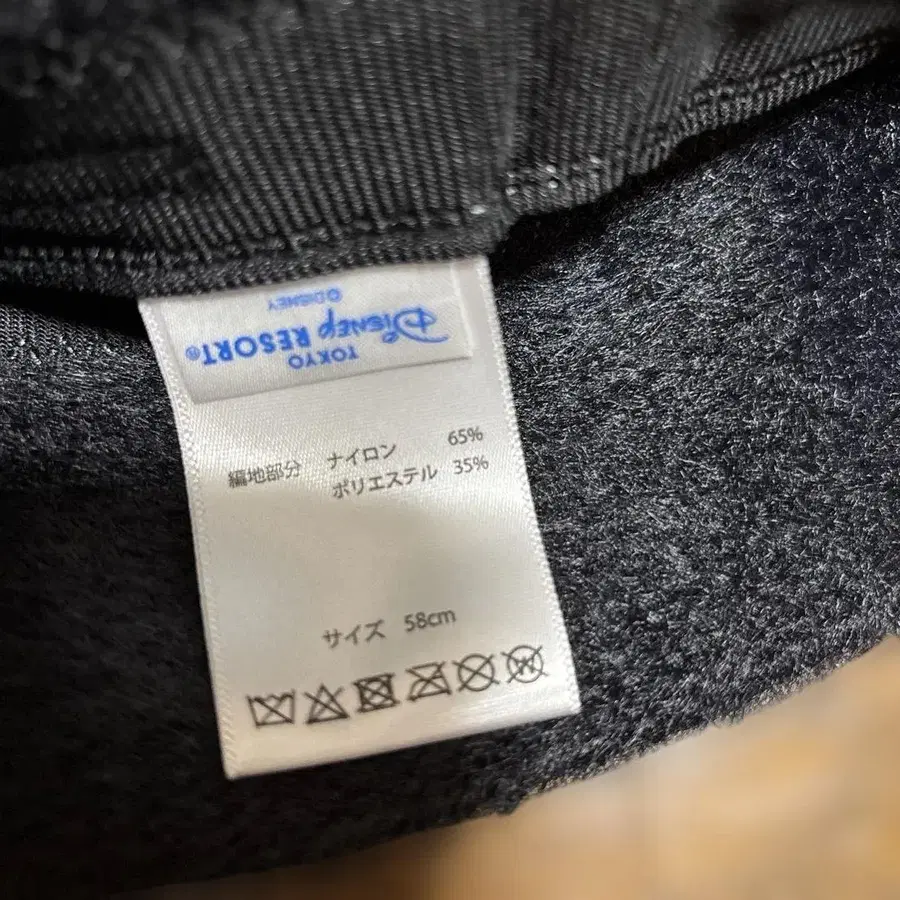 TOKYO
Disney RESORT®
©DISNEY
編地部分 ナイロン 65%
ポリエステル 35%
サイズ 58cm